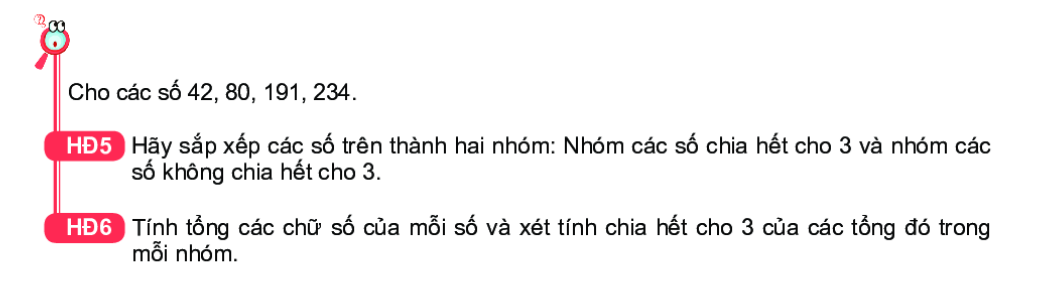 Cho các số 42, 80, 191, 234.
HĐ5 Hãy sắp xếp các số trên thành hai nhóm: Nhóm các số chia hết cho 3 và nhóm các
số không chia hết cho 3.
HĐ6 Tính tổng các chữ số của mỗi số và xét tính chia hết cho 3 của các tổng đó trong
mỗi nhóm.